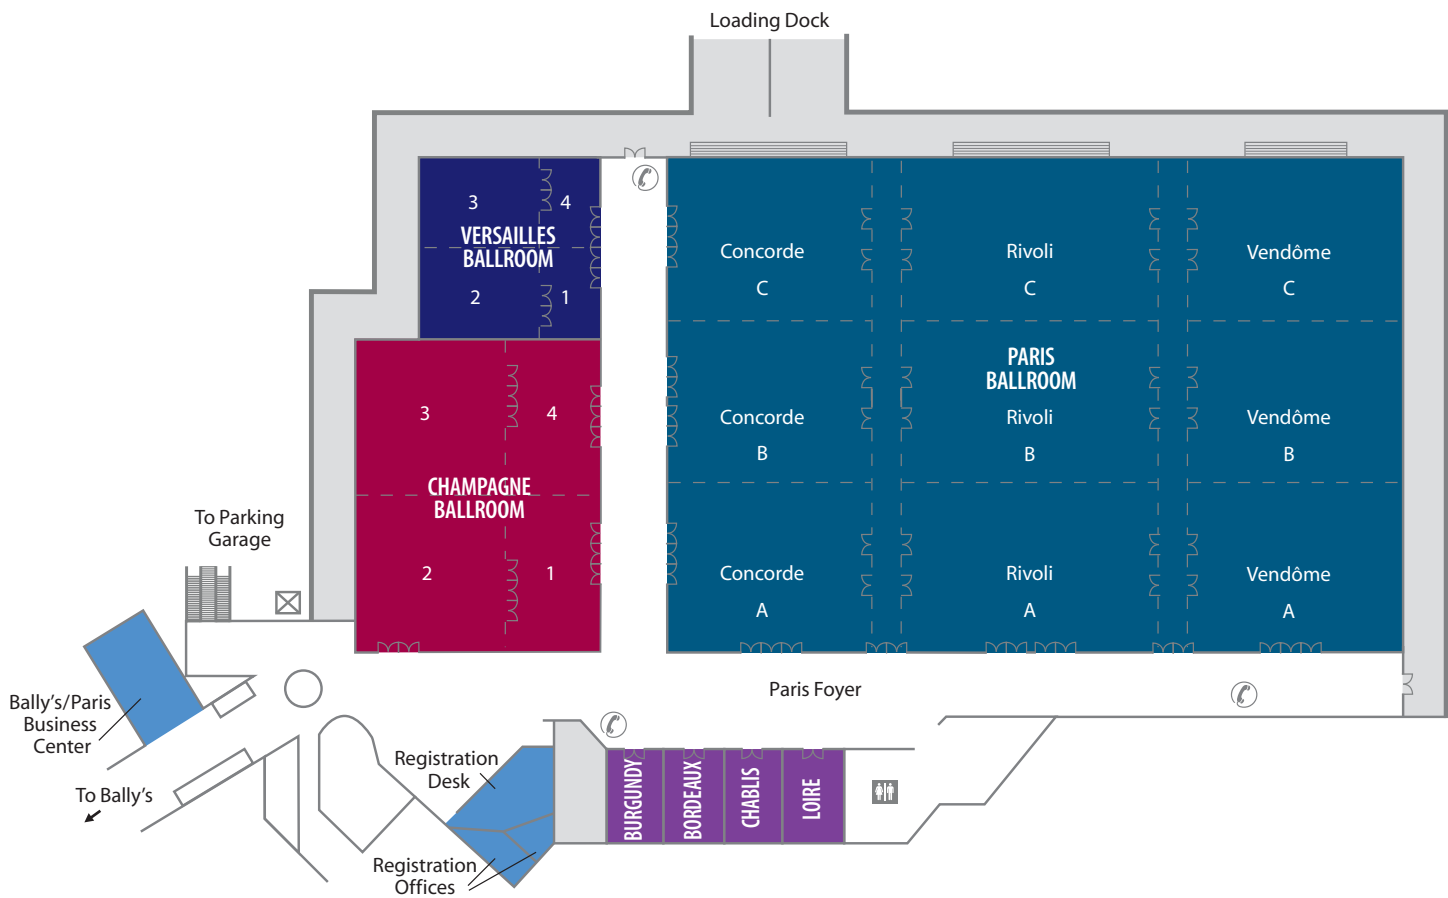 Loading Dock
3
4
VERSAILLES
BALLROOM
2
1
Concorde
C
Rivoli
C
Vendôme
C
PARIS
BALLROOM
3
4
Concorde
B
Rivoli
B
Vendôme
B
CHAMPAGNE
BALLROOM
2
1
Concorde
A
Rivoli
A
Vendôme
A
To Parking
Garage
Paris Foyer
Bally's/Paris
Business
Center
To Bally's
Registration
Desk
Registration
Offices
BURGUNDY
BORDEAUX
CHABLIS
LOIRE